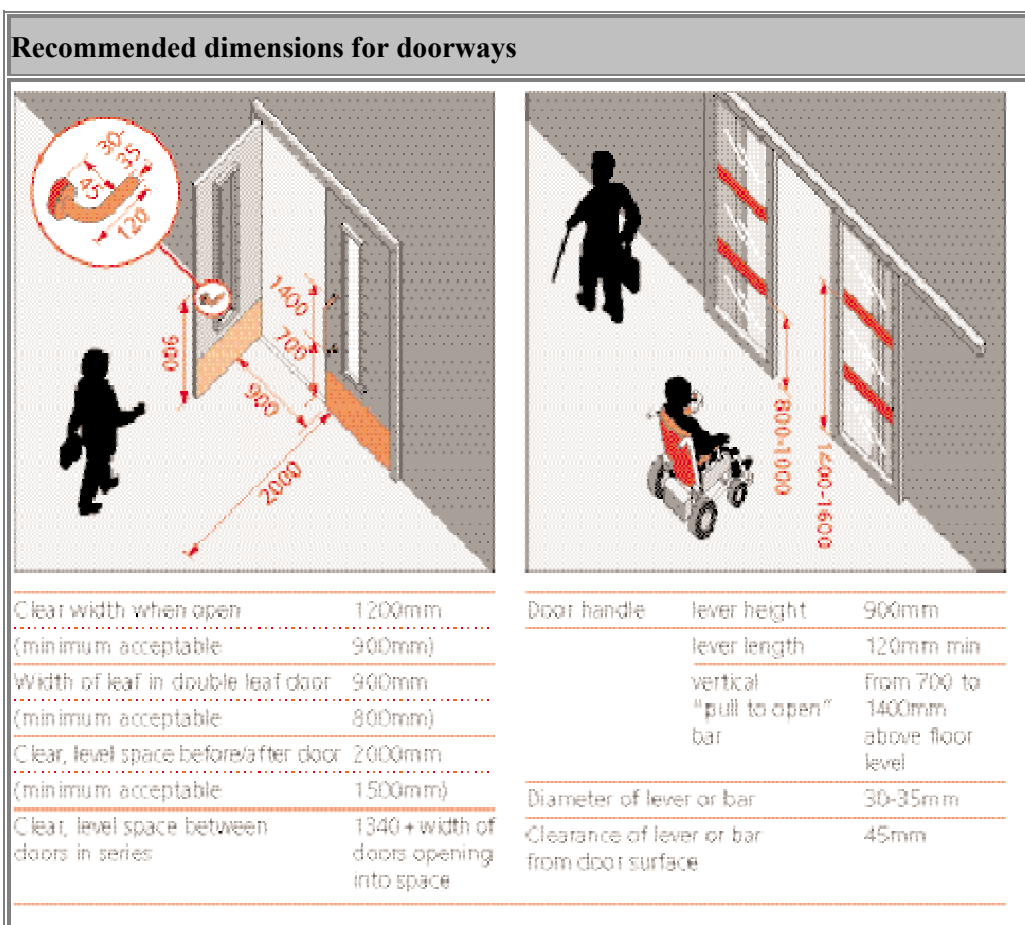 Recommended dimensions for doorways
30-
35
45
120
900
1400
700
900
2000
800-1000
1400-1600
Clear width when open 1200mm
(minimum acceptable 900mm)
Width of leaf in double leaf door 900mm
(minimum acceptable 800mm)
Clear, level space before/after door 2000mm
(minimum acceptable 1500mm)
Clear, level space between 1340 + width of
doors in series doors opening
into space
Door handle lever height 900mm
lever length 120mm min
vertical from 700 to
"pull to open" 1400mm
bar above floor
level
Diameter of lever or bar 30-35mm
Clearance of lever or bar 45mm
from door surface